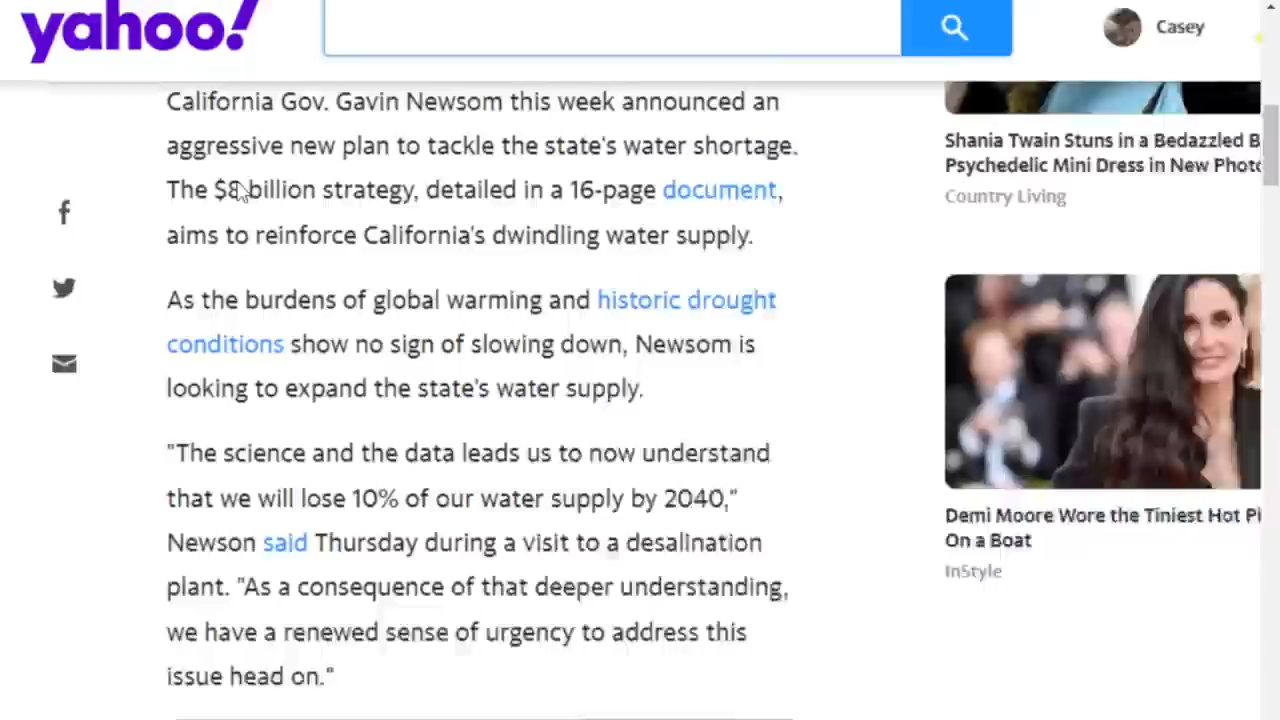 yahoo!
Casey
California Gov. Gavin Newsom this week announced an
aggressive new plan to tackle the state's water shortage.
The $8 billion strategy, detailed in a 16-page document,
aims to reinforce California's dwindling water supply.
As the burdens of global warming and historic drought
conditions show no sign of slowing down, Newsom is
looking to expand the state's water supply.
"The science and the data leads us to now understand
that we will lose 10% of our water supply by 2040,"
Newson said Thursday during a visit to a desalination
plant. "As a consequence of that deeper understanding,
we have a renewed sense of urgency to address this
issue head on."
Shania Twain Stuns in a Bedazzled
Psychedelic Mini Dress in New
Country Living
Demi Moore Wore the Tiniest Hot
On a Boat
InStyle